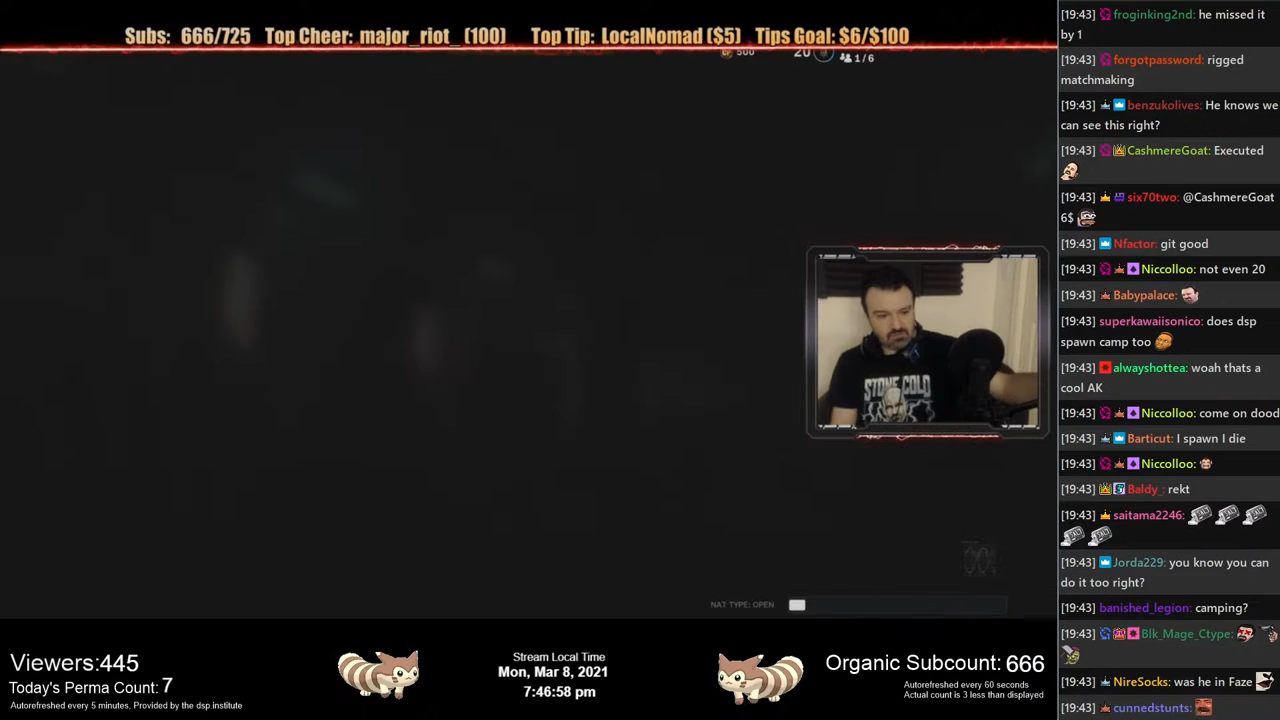 Subs: 666/725 Top Cheer: major_riot_(100) Top Tip: LocalNomad ($5) Tips Goal: $6/$100
500 20 1/6
STONE COLD
NAT TYPE: OPEN
Viewers:445
Today's Perma Count: 7
Autorefreshed every 5 minutes, Provided by the dsp.institute
Stream Local Time
Mon, Mar 8, 2021
7:46:58 pm
Organic Subcount: 666
Autorefreshed every 60 seconds
Actual count is 3 less than displayed
[19:43] froginking2nd: he missed it
by 1
[19:43] forgotpassword: rigged
matchmaking
[19:43] benzukolives: He knows we
can see this right?
[19:43] CashmereGoat: Executed
[19:43] six70two: @CashmereGoat
6$
[19:43] Nfactor: git good
[19:43] Niccolloo: not even 20
[19:43] Babypalace:
[19:43] superkawaiisonico: does dsp
spawn camp too
[19:43] alwayshottea: woah thats a
cool AK
[19:43] Niccolloo: come on dood
[19:43] Barticut: I spawn I die
[19:43] Niccolloo:
[19:43] Baldy_: rekt
[19:43] saitama2246:
[19:43] Jorda229: you know you can
do it too right?
[19:43] banished_legion: camping?
[19:43] Blk_Mage_Ctype:
[19:43] NireSocks: was he in Faze
[19:43] cunnedstunts: